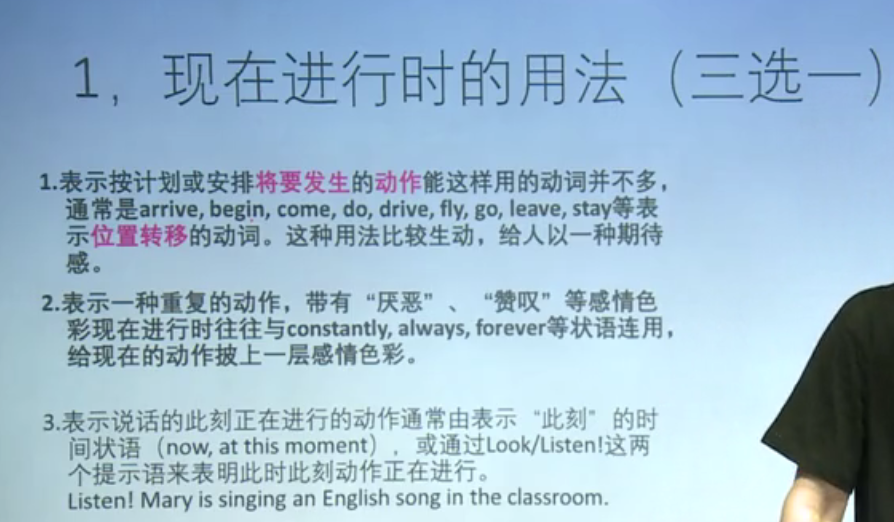 1，现在进行时的用法（三选一）
1.表示按计划或安排将要发生的动作能这样用的动词并不多，
通常是arrive, begin, come, do, drive, fly, go, leave, stay等表
示位置转移的动词。这种用法比较生动，给人以一种期待
感。
2.表示一种重复的动作，带有“厌恶”、“赞叹”等感情色
彩现在进行时往往与constantly, always, forever等状语连用，
给现在的动作披上一层感情色彩。
3.表示说话的此刻正在进行的动作通常由表示“此刻”的时
间状语（now, at this moment），或通过Look/Listen!这两
个提示语来表明此时此刻动作正在进行。
Listen! Mary is singing an English song in the classroom.